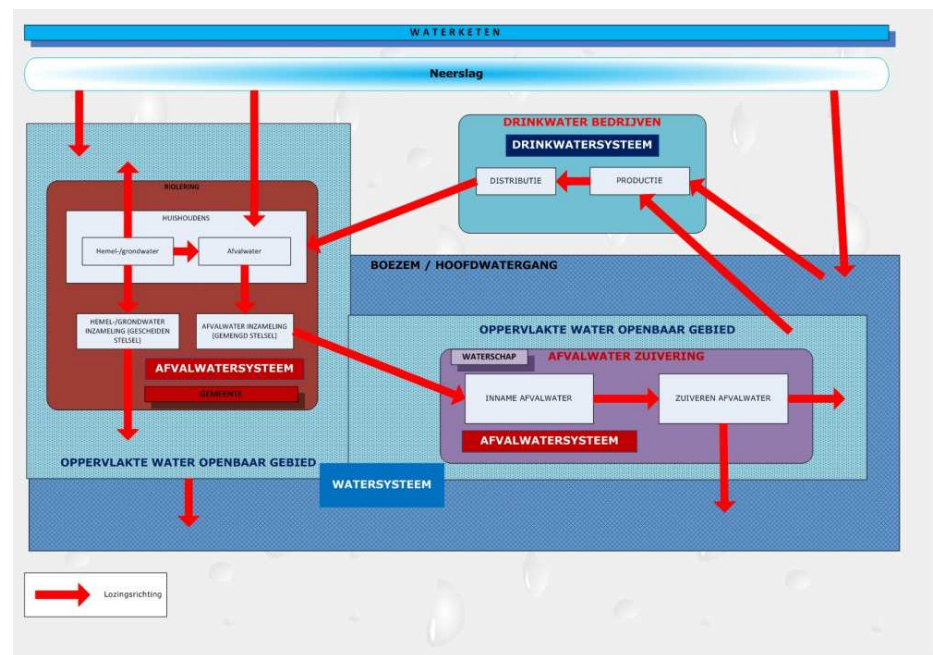 WATERKETEN
Neerslag
DRINKWATER BEDRIJVEN
DRINKWATERSYSTEEM
DISTRIBUTIE
PRODUCTIE
RIOLERING
HUISHOUDENS
Hemel-/grondwater
Afvalwater
HEMEL-/GRONDWATER
INZAMELING (GESCHEIDEN
STELSEL)
AFVALWATER INZAMELING
(GEMENGD STELSEL)
AFVALWATERSYSTEEM
GEMEENTE
OPPERVLAKTE WATER OPENBAAR GEBIED
BOEZEM / HOOFDWATERGANG
OPPERVLAKTE WATER OPENBAAR GEBIED
WATERSCHAP
AFVALWATER ZUIVERING
INNAME AFVALWATER
ZUIVEREN AFVALWATER
AFVALWATERSYSTEEM
WATERSYSTEEM
Lozingsrichting